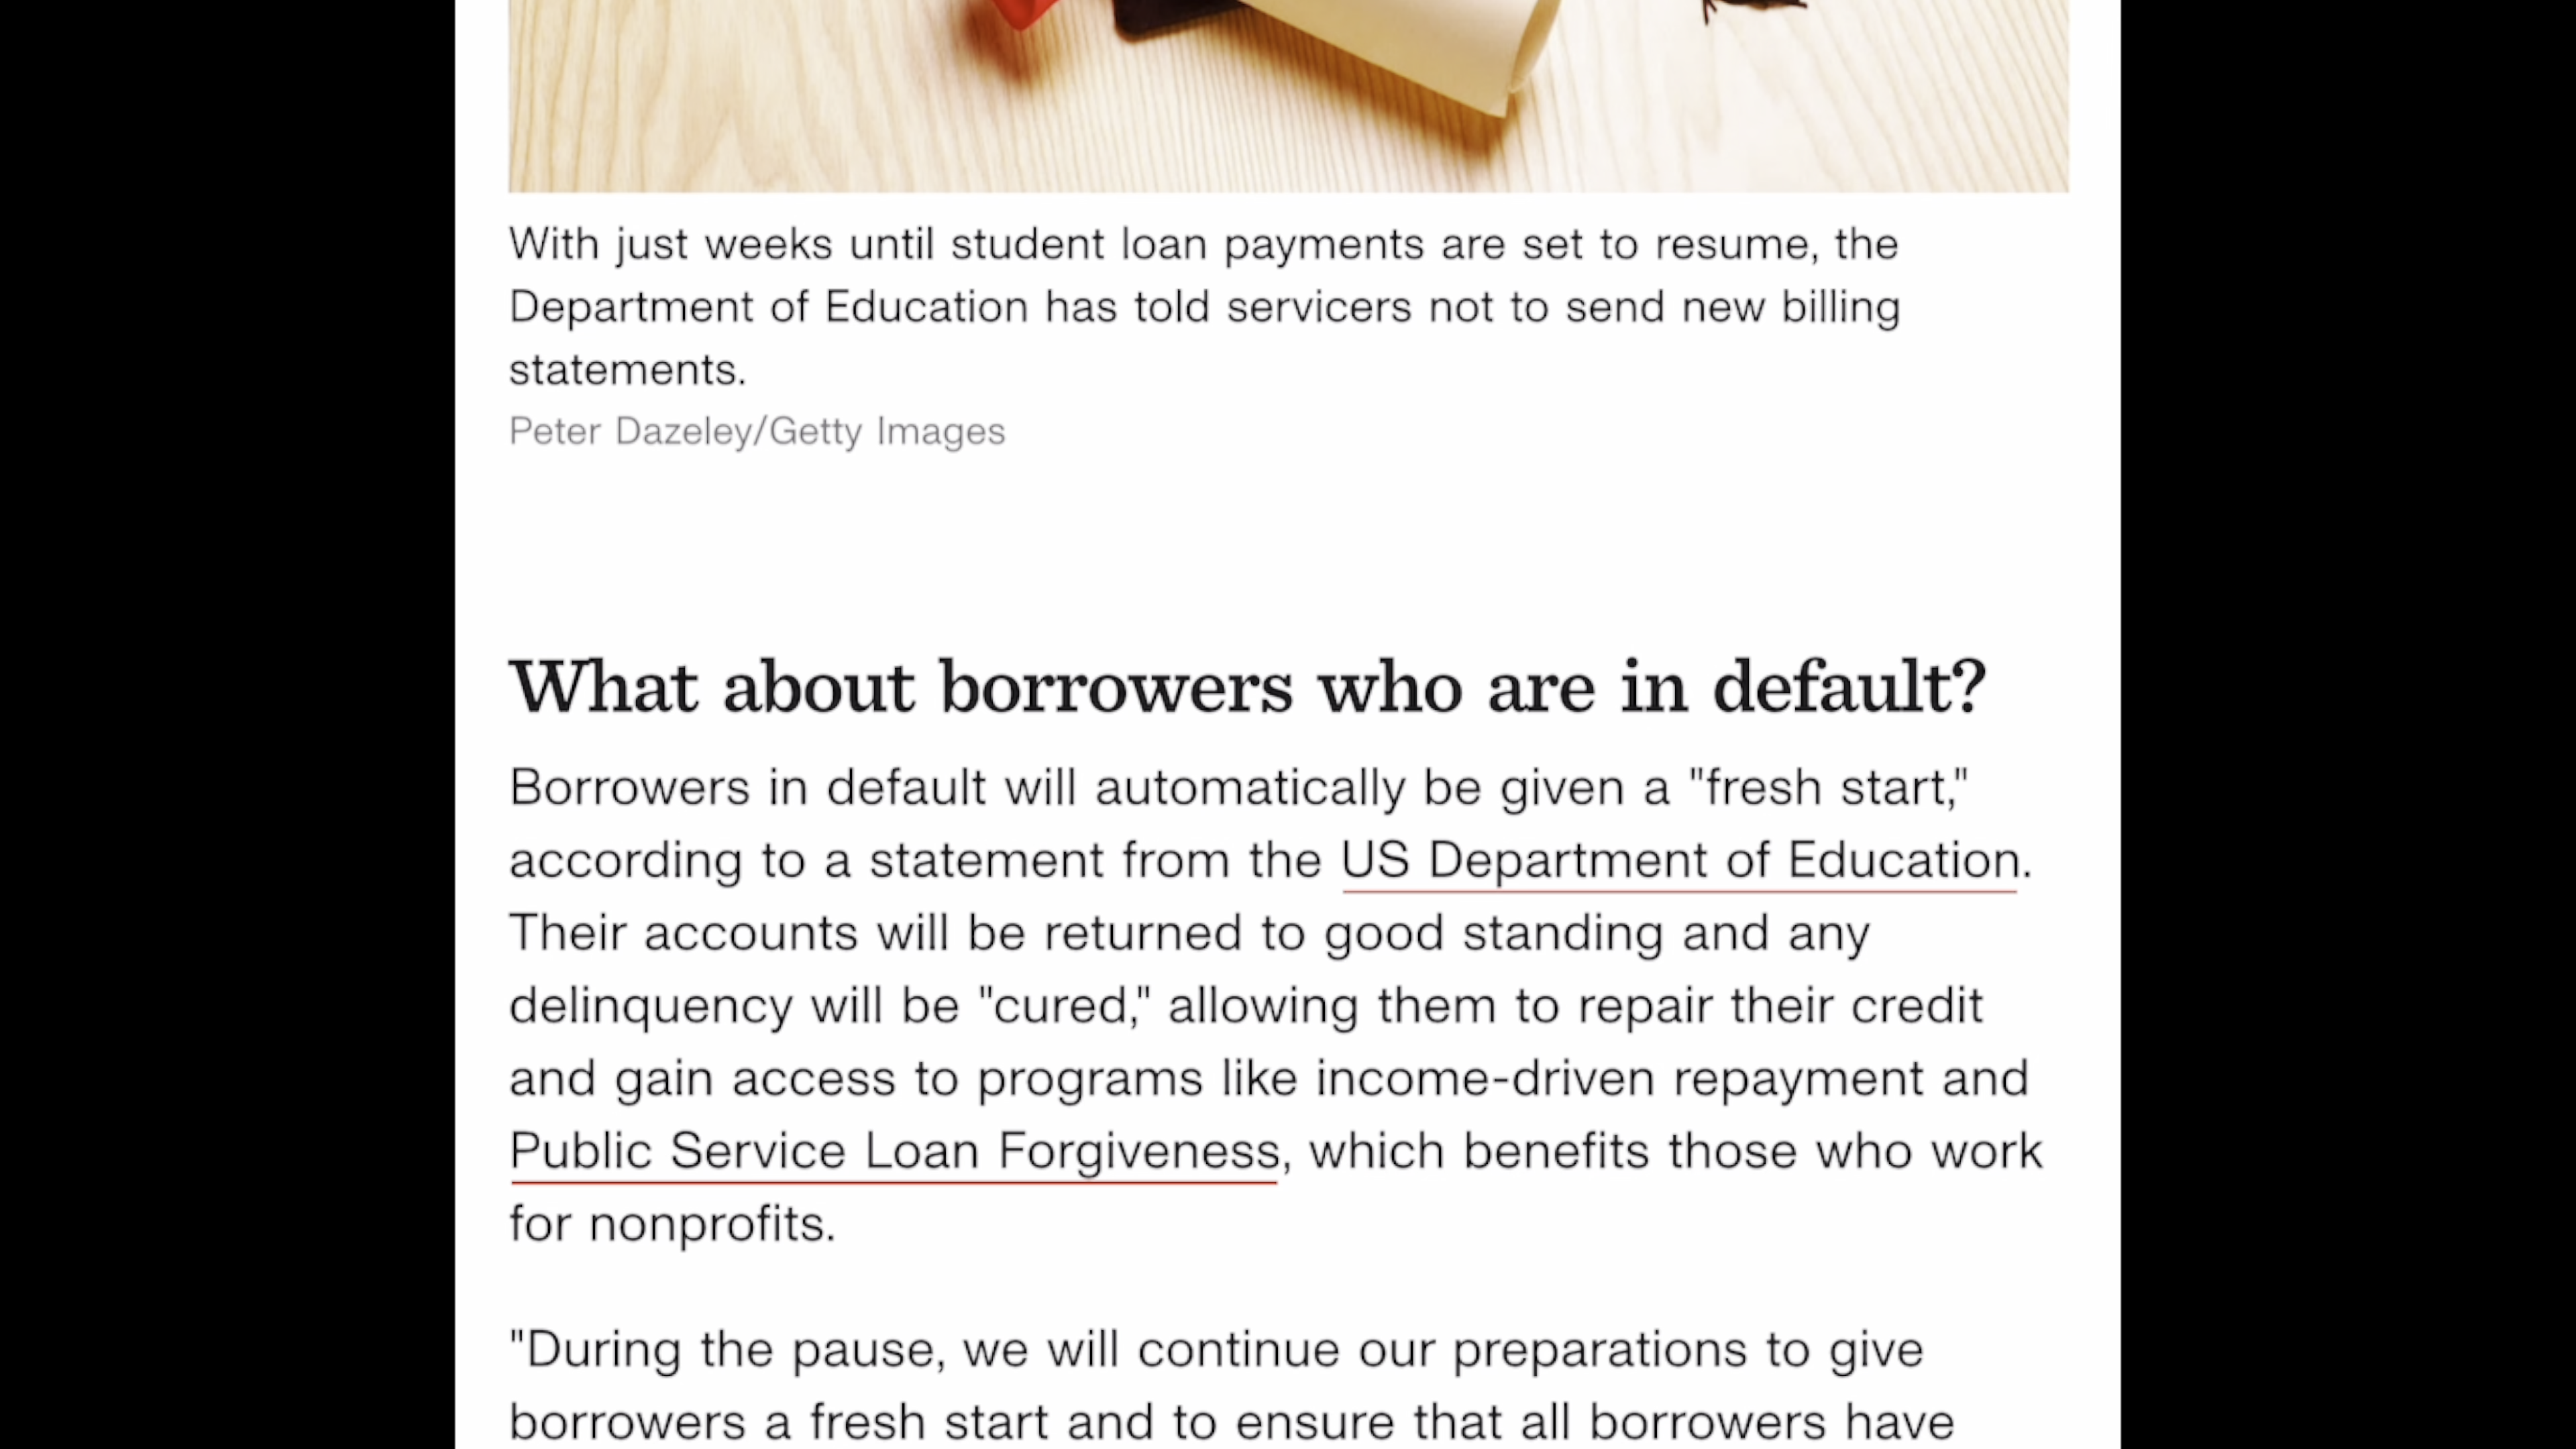 With just weeks until student loan payments are set to resume, the
Department of Education has told servicers not to send new billing
statements.
Peter Dazeley/Getty Images
What about borrowers who are in default?
Borrowers in default will automatically be given a "fresh start,"
according to a statement from the US Department of Education.
Their accounts will be returned to good standing and any
delinquency will be "cured," allowing them to repair their credit
and gain access to programs like income-driven repayment and
Public Service Loan Forgiveness, which benefits those who work
for nonprofits.
"During the pause, we will continue our preparations to give
borrowers a fresh start and to ensure that all borrowers have